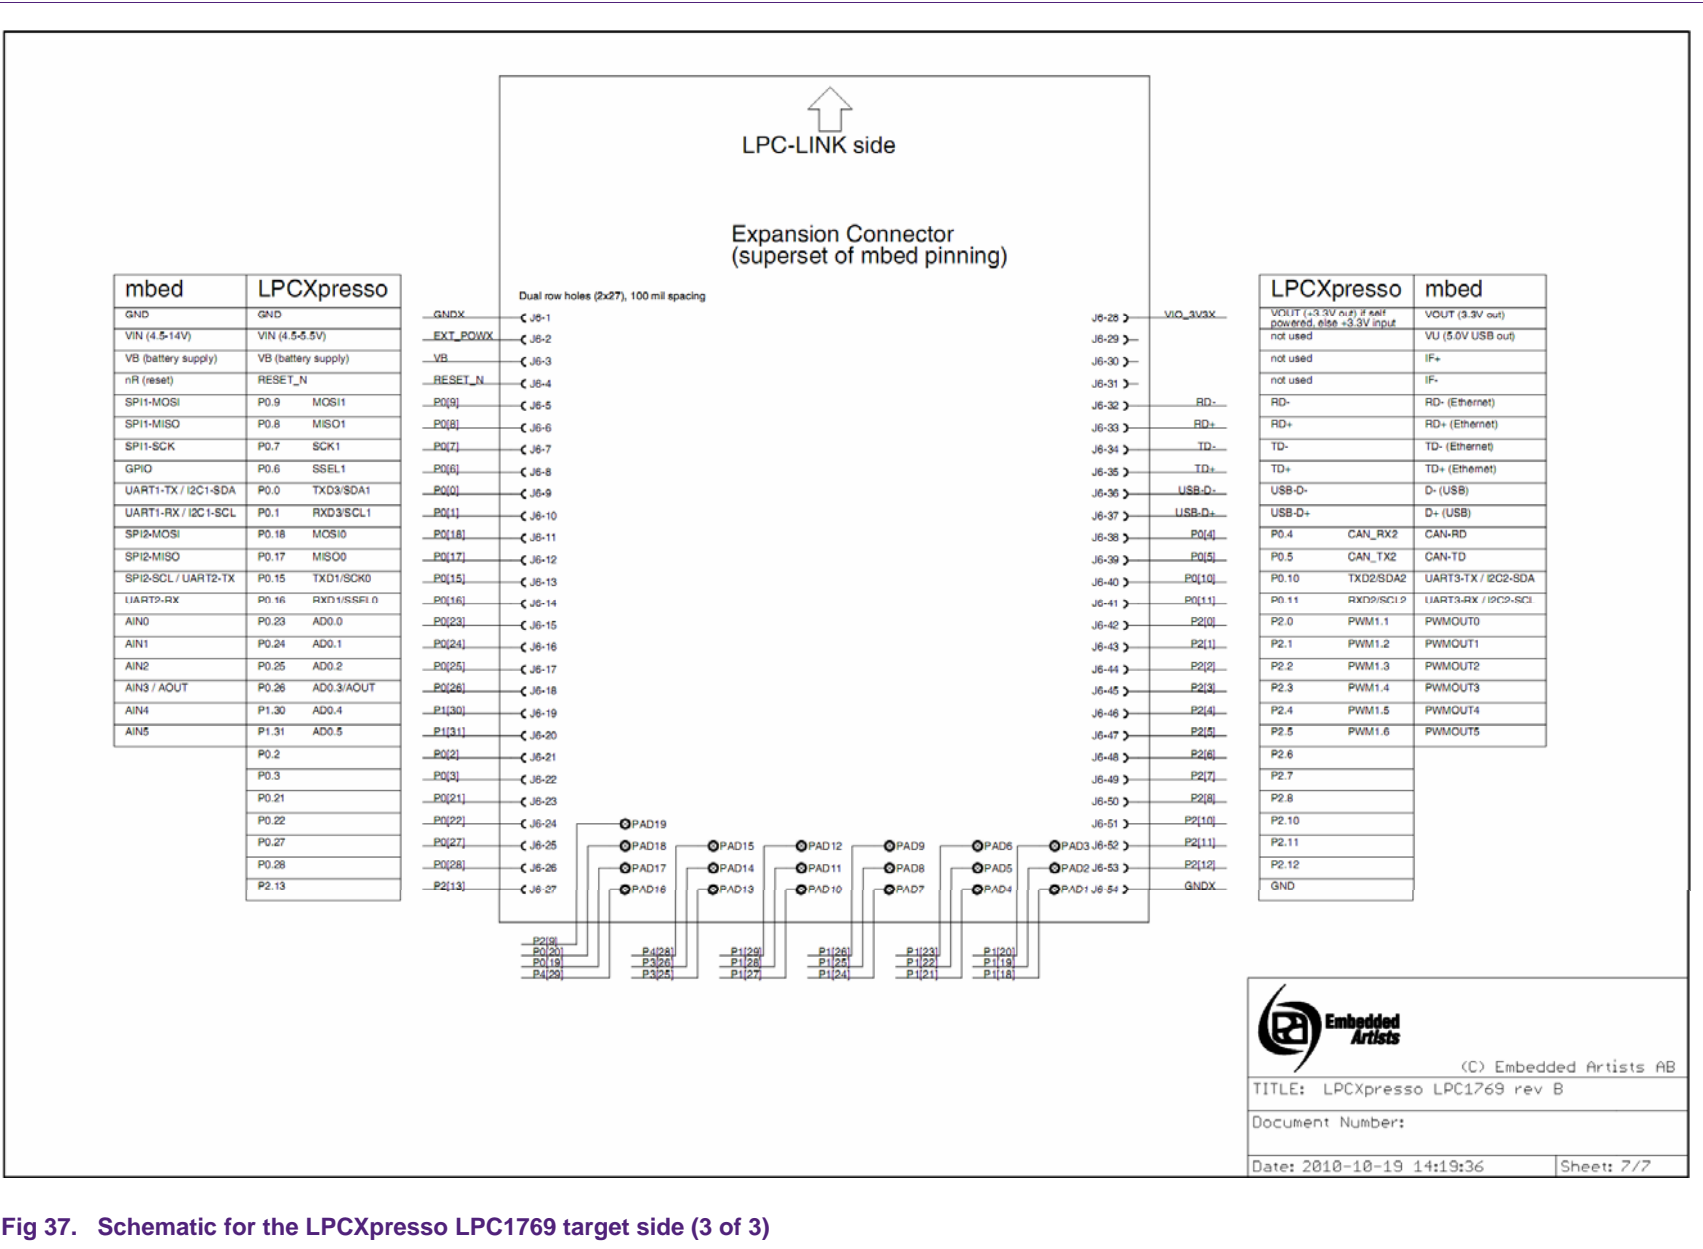 LPC-LINK side
Expansion Connector
(superset of mbed pinning)
Dual row holes (2x27), 100 mil spacing
mbed LPCXpresso
GND GND GNDX J6-1
VIN (4.5-14V) VIN (4.5-5.5V) EXT_POWX J6-2
VB (battery supply) VB (battery supply) VB J6-3
nR (reset) RESET_N RESET_N J6-4
SPI1-MOSI P0.9 MOSI1 P0[9] J6-5
SPI1-MISO P0.8 MISO1 P0[8] J6-6
SPI1-SCK P0.7 SCK1 P0[7] J6-7
GPIO P0.6 SSEL1 P0[6] J6-8
UART1-TX / I2C1-SDA P0.0 TXD3/SDA1 P0[0] J6-9
UART1-RX / I2C1-SCL P0.1 RXD3/SCL1 P0[1] J6-10
SPI2-MOSI P0.18 MOSI0 P0[18] J6-11
SPI2-MISO P0.17 MISO0 P0[17] J6-12
SPI2-SCL / UART2-TX P0.15 TXD1/SCK0 P0[15] J6-13
UART2-RX P0.16 RXD1/SSEL0 P0[16] J6-14
AIN0 P0.23 AD0.0 P0[23] J6-15
AIN1 P0.24 AD0.1 P0[24] J6-16
AIN2 P0.25 AD0.2 P0[25] J6-17
AIN3 / AOUT P0.26 AD0.3/AOUT P0[26] J6-18
AIN4 P1.30 AD0.4 P1[30] J6-19
AIN5 P1.31 AD0.5 P1[31] J6-20
P0.2 P0[2] J6-21
P0.3 P0[3] J6-22
P0.21 P0[21] J6-23
P0.22 P0[22] J6-24
P0.27 P0[27] J6-25
P0.28 P0[28] J6-26
P2.13 P2[13] J6-27
LPCXpresso mbed
J6-28 VIO_3V3X VOUT (+3.3V out) if self VOUT (3.3V out)
powered, else +3.3V input
J6-29 not used VU (5.0V USB out)
J6-30 not used IF+
J6-31 not used IF-
J6-32 RD- RD- RD- (Ethernet)
J6-33 RD+ RD+ RD+ (Ethernet)
J6-34 TD- TD- TD- (Ethernet)
J6-35 TD+ TD+ TD+ (Ethernet)
J6-36 USB-D- USB-D- D- (USB)
J6-37 USB-D+ USB-D+ D+ (USB)
J6-38 P0[4] P0.4 CAN_RX2 CAN-RD
J6-39 P0[5] P0.5 CAN_TX2 CAN-TD
J6-40 P0[10] P0.10 TXD2/SDA2 UART3-TX / I2C2-SDA
J6-41 P0[11] P0.11 RXD2/SCL2 UART3-RX / I2C2-SCL
J6-42 P2[0] P2.0 PWM1.1 PWMOUT0
J6-43 P2[1] P2.1 PWM1.2 PWMOUT1
J6-44 P2[2] P2.2 PWM1.3 PWMOUT2
J6-45 P2[3] P2.3 PWM1.4 PWMOUT3
J6-46 P2[4] P2.4 PWM1.5 PWMOUT4
J6-47 P2[5] P2.5 PWM1.6 PWMOUT5
J6-48 P2[6] P2.6
J6-49 P2[7] P2.7
J6-50 P2[8] P2.8
J6-51 P2[10] P2.10
J6-52 P2[11] P2.11
J6-53 P2[12] P2.12
J6-54 GNDX GND
PAD19
PAD18 PAD15 PAD12 PAD9 PAD6 PAD3
PAD17 PAD14 PAD11 PAD8 PAD5 PAD2
PAD16 PAD13 PAD10 PAD7 PAD4 PAD1
P2[9]
P0[20] P4[28] P1[29] P1[26] P1[23] P1[20]
P0[19] P3[26] P1[28] P1[25] P1[22] P1[19]
P4[29] P3[25] P1[27] P1[24] P1[21] P1[18]
Embedded
Artists
(C) Embedded Artists AB
TITLE: LPCXpresso LPC1769 rev B
Document Number:
Date: 2010-10-19 14:19:36 Sheet: 7/7
Fig 37. Schematic for the LPCXpresso LPC1769 target side (3 of 3)